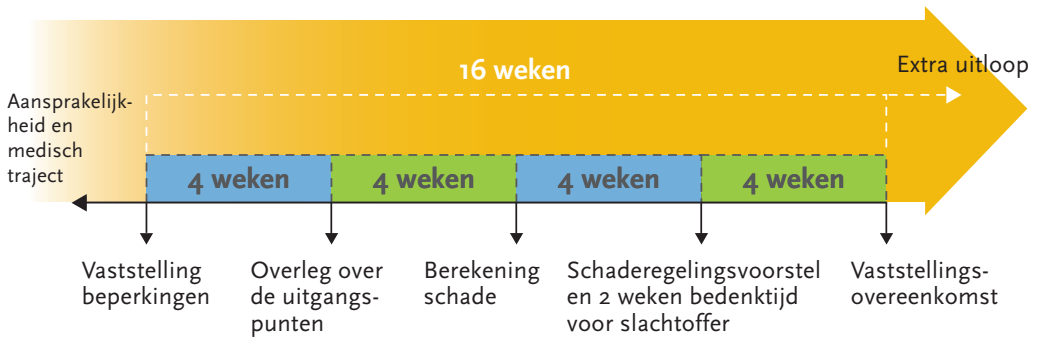 16 weken
Extra uitloop
Aansprakelijk-
heid en
medisch
traject
4 weken
4 weken
4 weken
4 weken
Vaststelling
beperkingen
Overleg over
de uitgangs-
punten
Berekening
schade
Schaderegelingsvoorstel
en 2 weken bedenktijd
voor slachtoffer
Vaststellings-
overeenkomst